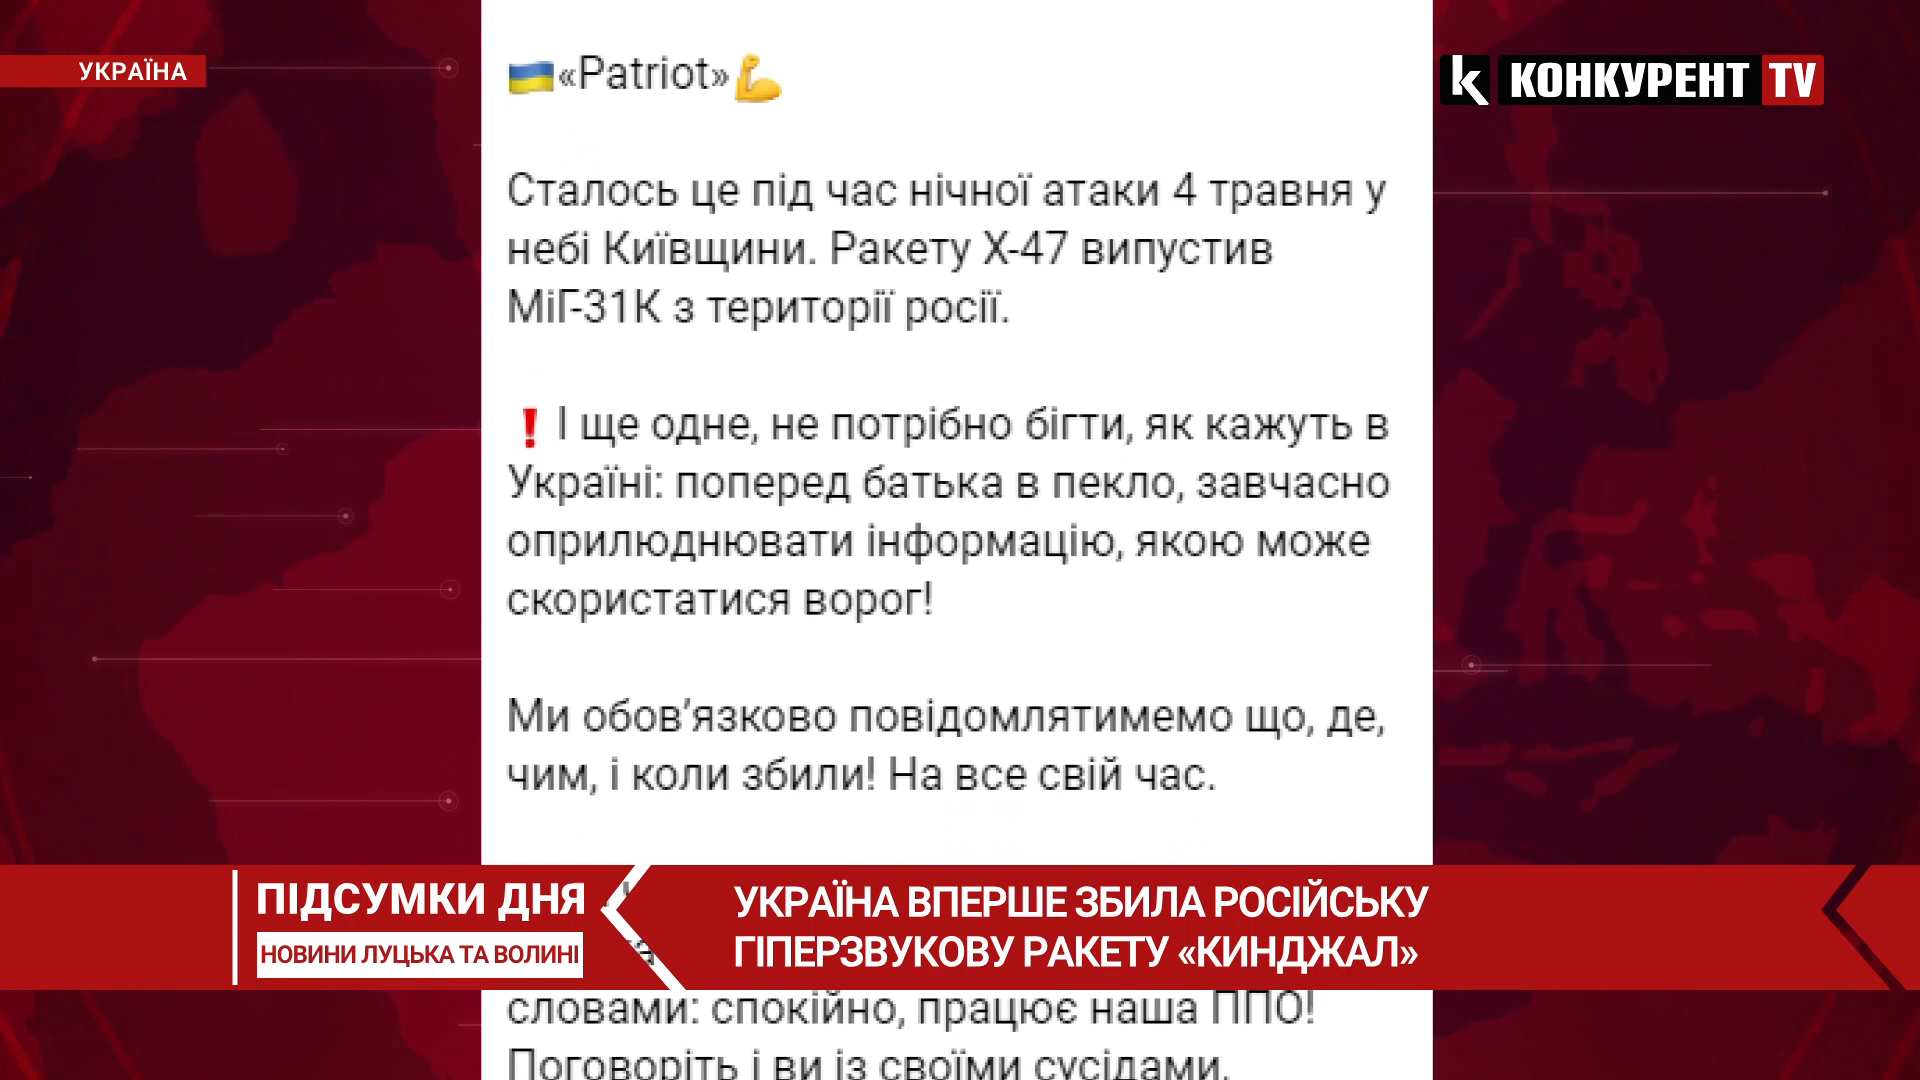 УКРАЇНА
КОНКУРЕНТ TV
🇺🇦«Patriot»💪
Сталось це під час нічної атаки 4 травня у
небі Київщини. Ракету Х-47 випустив
МіГ-31К з території росії.
❗ І ще одне, не потрібно бігти, як кажуть в
Україні: поперед батька в пекло, завчасно
оприлюднювати інформацію, якою може
скористатися ворог!
Ми обов’язково повідомлятимемо що, де,
чим, і коли збили! На все свій час.
ПІДСУМКИ ДНЯ
НОВИНИ ЛУЦЬКА ТА ВОЛИНІ
УКРАЇНА ВПЕРШЕ ЗБИЛА РОСІЙСЬКУ
ГІПЕРЗВУКОВУ РАКЕТУ «КИНДЖАЛ»
словами: спокійно, працює наша ППО!
Поговоріть і ви із своїми сусідами,